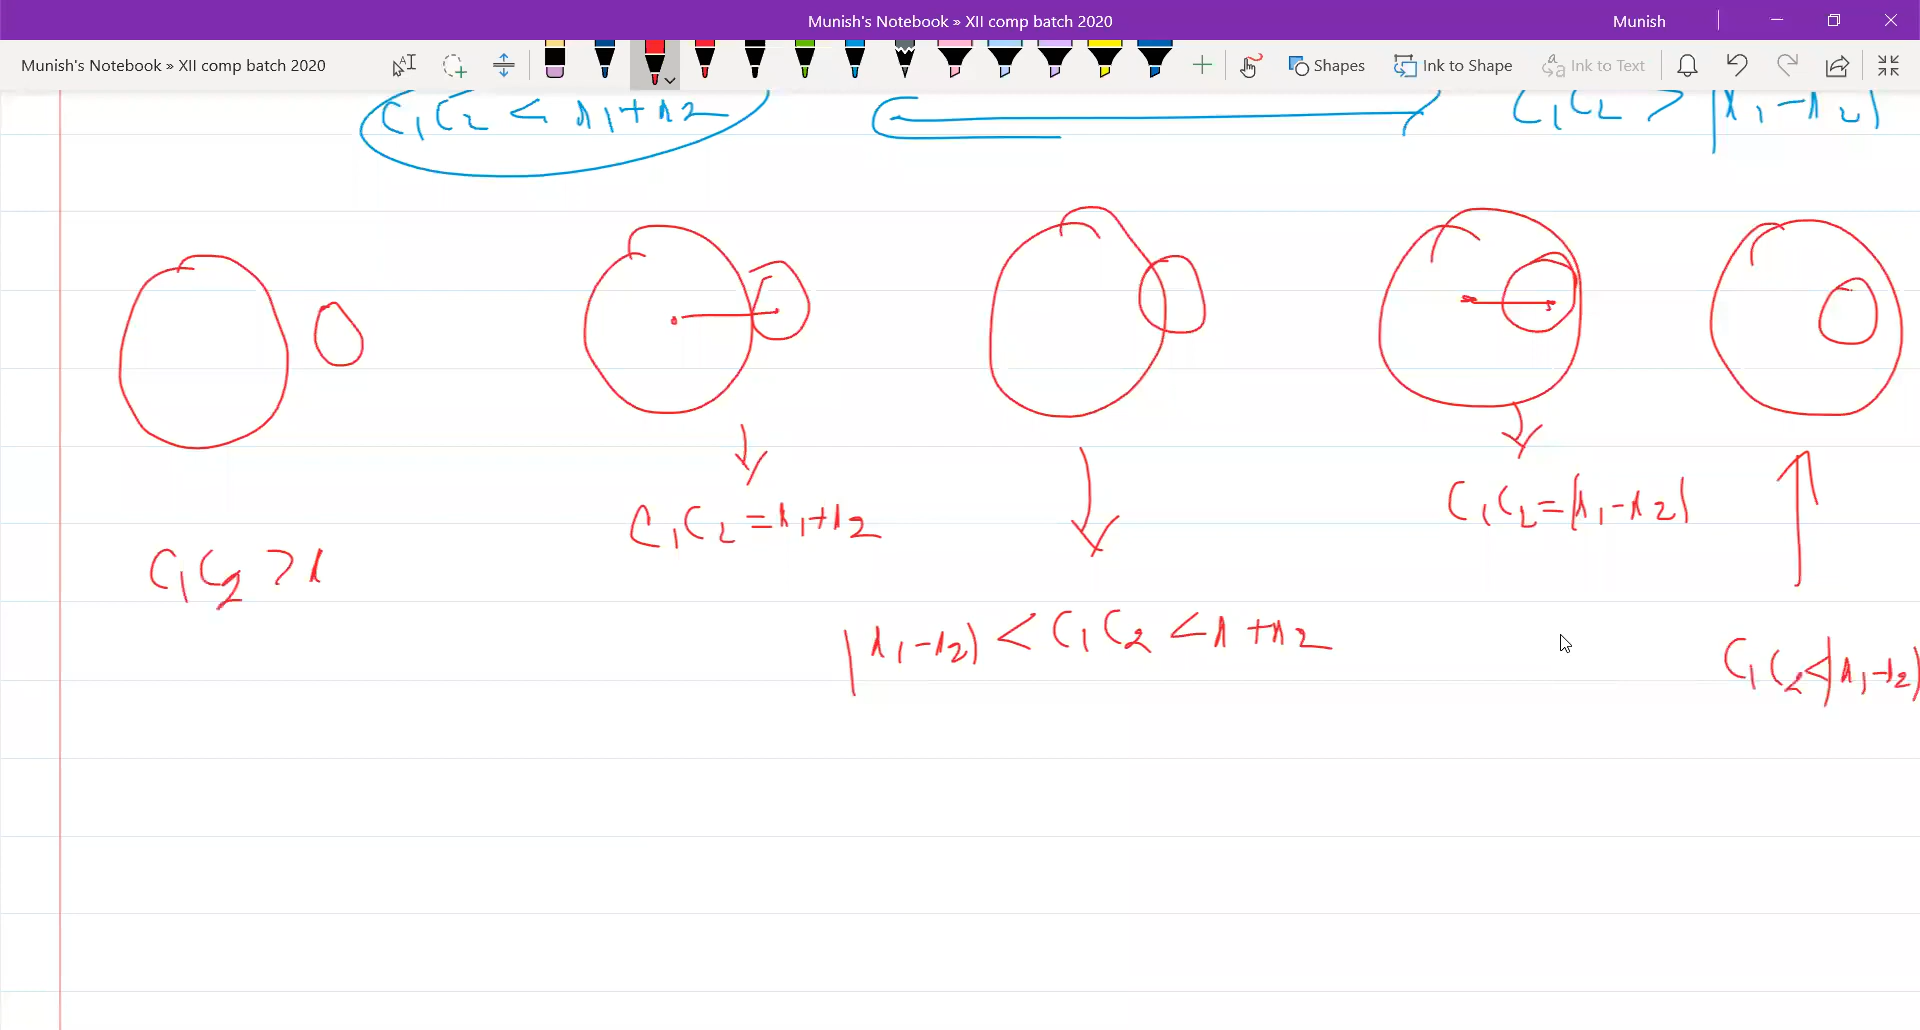 Munish's Notebook » XII comp batch 2020
Munish
Munish's Notebook » XII comp batch 2020
Shapes
Ink to Shape
Ink to Text
C₁C₂ < r₁+r₂
C₁C₂ > |r₁-r₂|
C₁C₂ = r₁+r₂
C₁C₂=|r₁-r₂|
C₁C₂ > r
|r₁-r₂| < C₁C₂ < r+r₂
C₁C₂<|r₁-r₂|